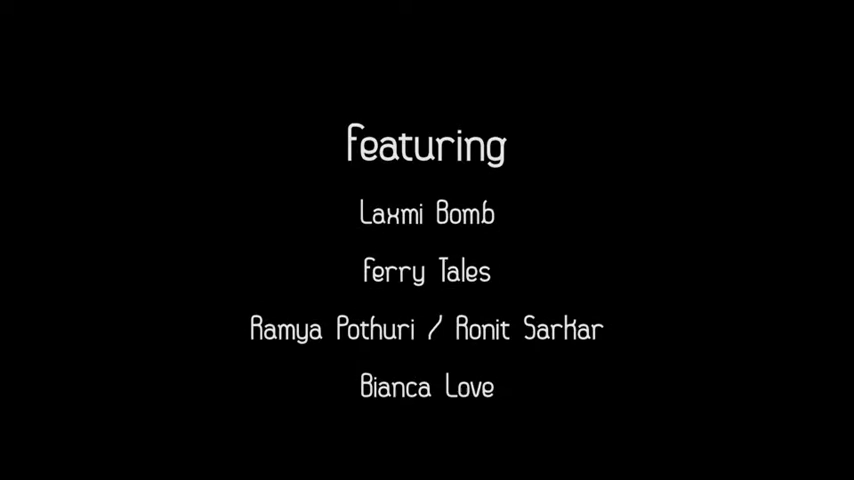 featuring
Laxmi Bomb
Ferry Tales
Ramya Pothuri / Ronit Sarkar
Bianca Love